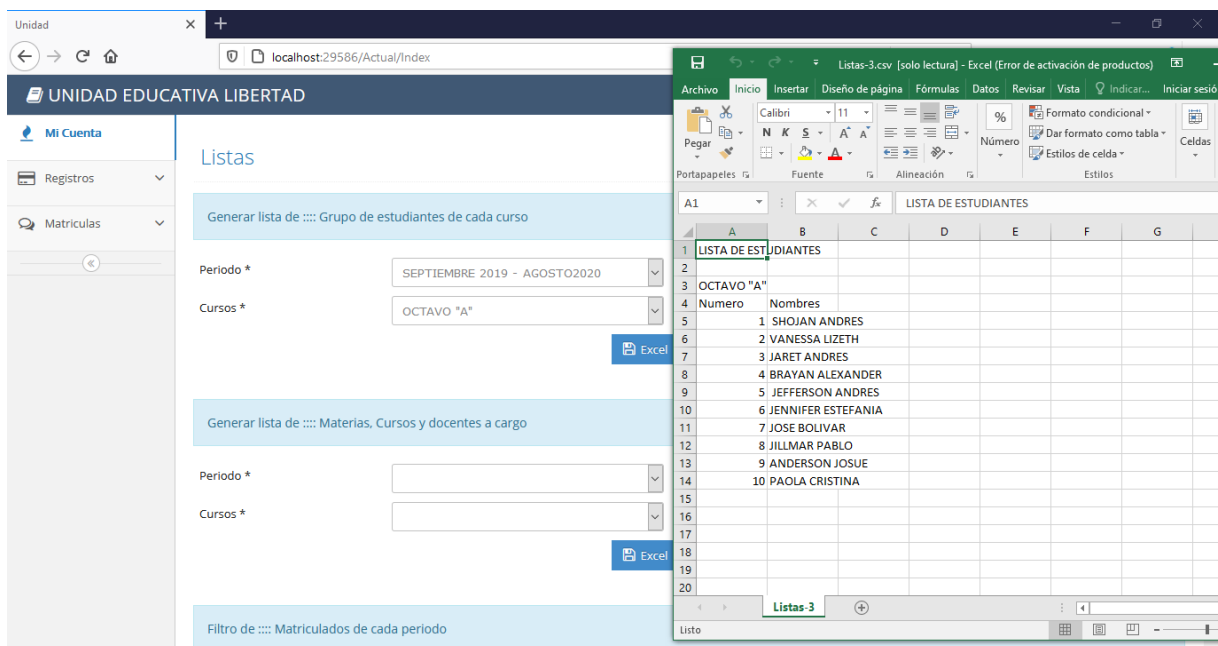 Unidad
localhost:29586/Actual/Index
UNIDAD EDUCATIVA LIBERTAD
Mi Cuenta
Registros
Matriculas
Listas
Generar lista de :::: Grupo de estudiantes de cada curso
Periodo *
SEPTIEMBRE 2019 - AGOSTO2020
Cursos *
OCTAVO "A"
Excel
Generar lista de :::: Materias, Cursos y docentes a cargo
Periodo *
Cursos *
Excel
Filtro de :::: Matriculados de cada periodo
Listas-3.csv [solo lectura] - Excel (Error de activación de productos)
Archivo Inicio Insertar Diseño de página Fórmulas Datos Revisar Vista Indicar... Iniciar sesió
Calibri 11
Pegar
N K S
A A
% Número
Formato condicional
Dar formato como tabla
Estilos de celda
Celdas
Portapapeles Fuente Alineación Estilos
A1 fx LISTA DE ESTUDIANTES
A B C D E F G
1 LISTA DE ESTUDIANTES
2
3 OCTAVO "A"
4 Numero Nombres
5 1 SHOJAN ANDRES
6 2 VANESSA LIZETH
7 3 JARET ANDRES
8 4 BRAYAN ALEXANDER
9 5 JEFFERSON ANDRES
10 6 JENNIFER ESTEFANIA
11 7 JOSE BOLIVAR
12 8 JILLMAR PABLO
13 9 ANDERSON JOSUE
14 10 PAOLA CRISTINA
15
16
17
18
19
20
Listas-3
Listo